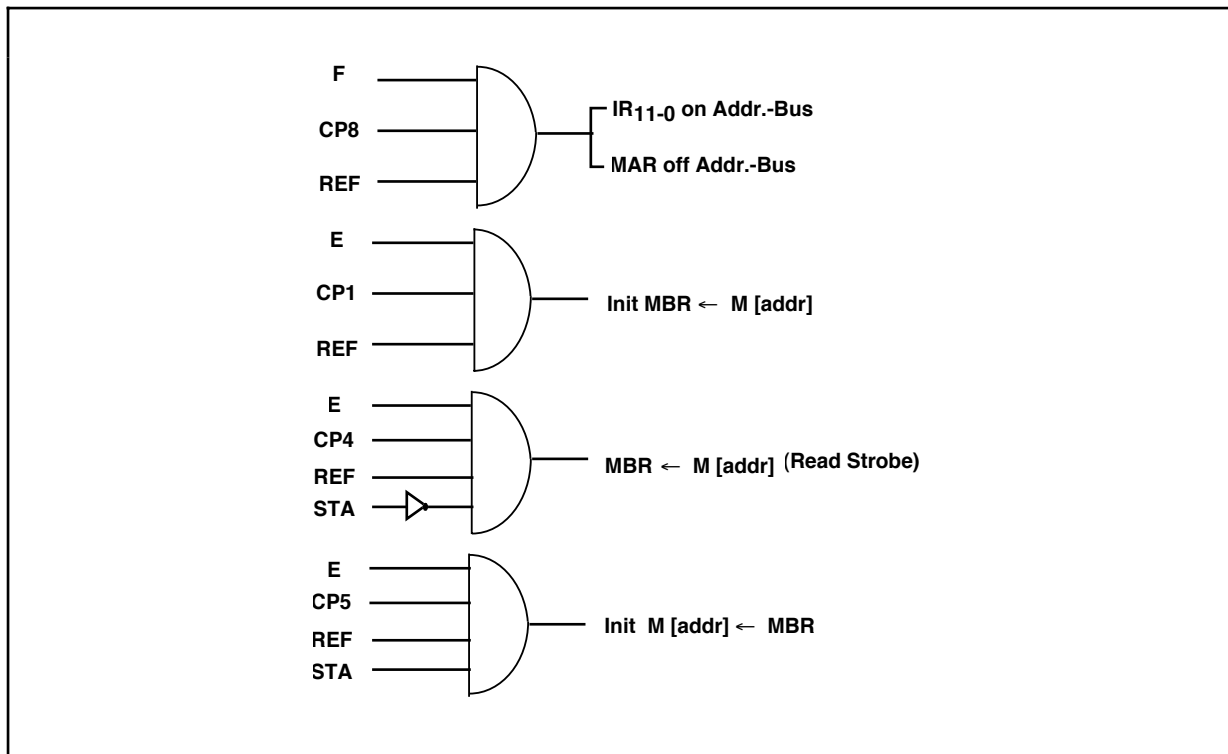 F
CP8
REF
IR11-0 on Addr.-Bus
MAR off Addr.-Bus
E
CP1
REF
Init MBR ← M [addr]
E
CP4
REF
STA
MBR ← M [addr] (Read Strobe)
E
CP5
REF
STA
Init M [addr] ← MBR